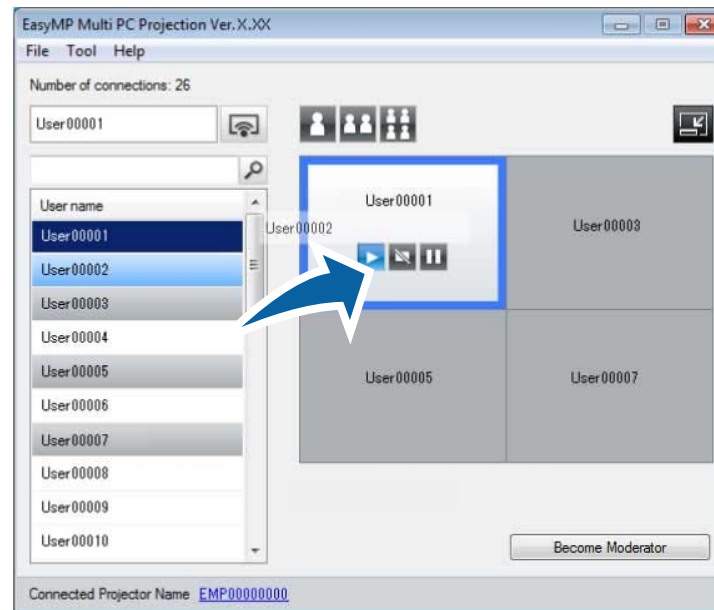 EasyMP Multi PC Projection Ver.X.XX
File Tool Help
Number of connections: 26
User00001
User name
User00001
User00002
User00003
User00004
User00005
User00006
User00007
User00008
User00009
User00010
User00001
User00002
User00003
User00005
User00007
Become Moderator
Connected Projector Name EMP00000000